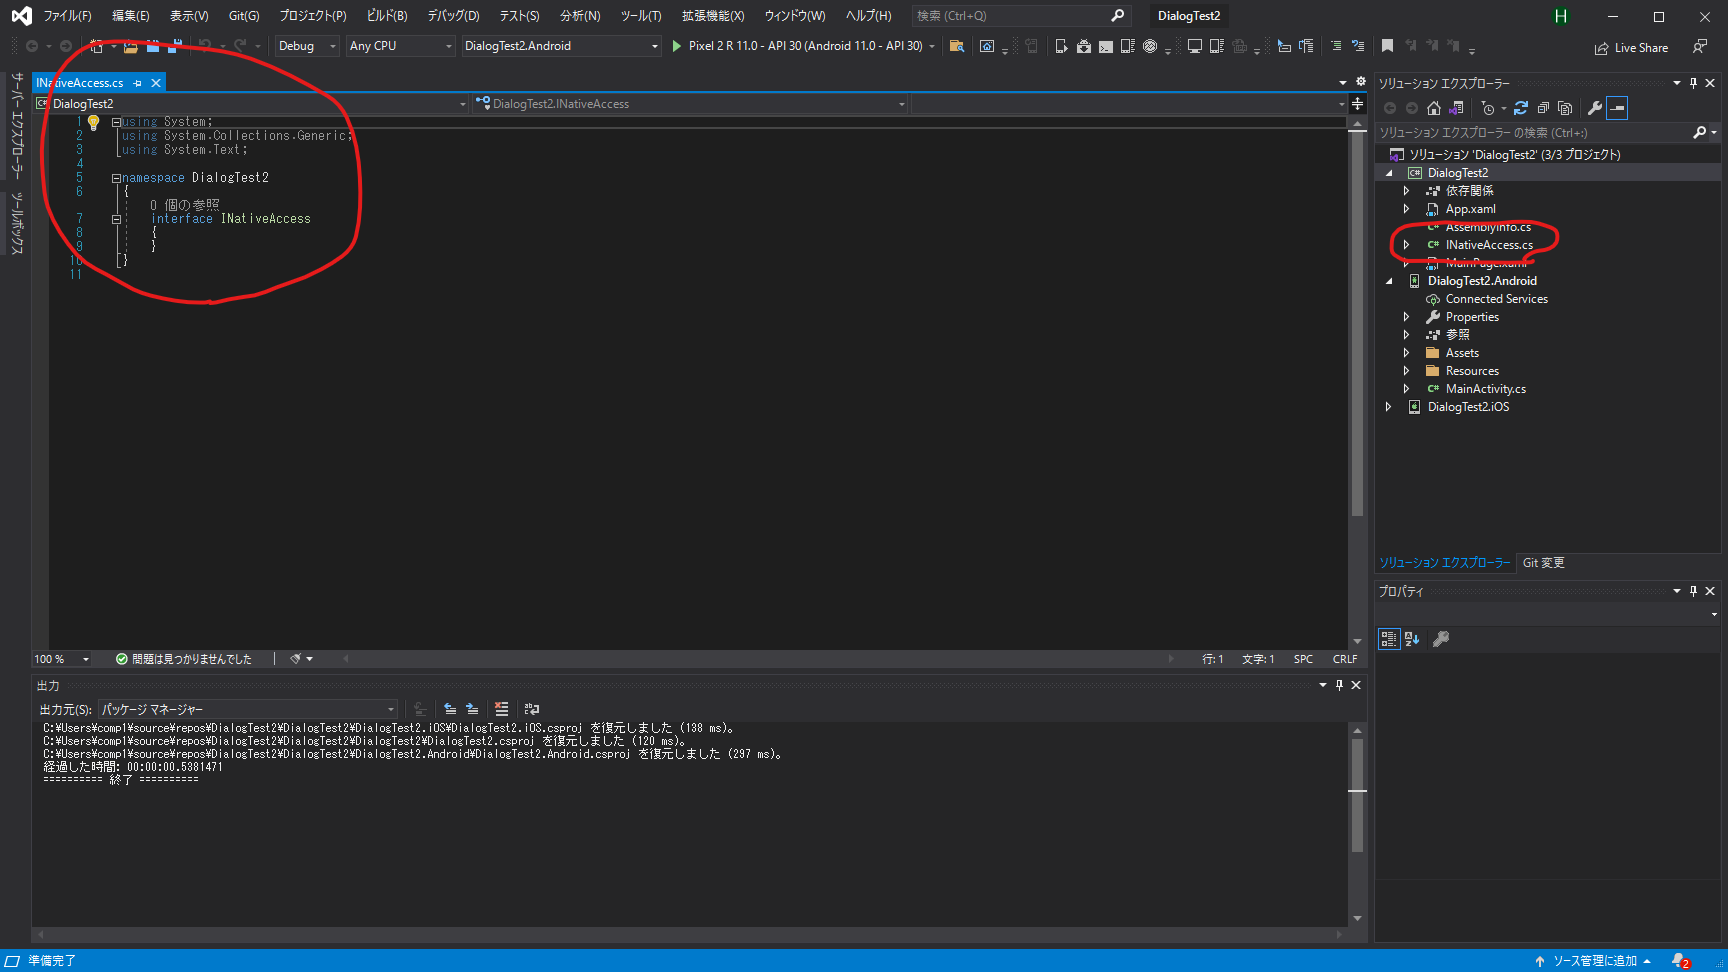 ファイル(F) 編集(E) 表示(V) Git(G) プロジェクト(P) ビルド(B) デバッグ(D) テスト(S) 分析(N) ツール(T) 拡張機能(X) ウィンドウ(W) ヘルプ(H) 検索 (Ctrl+Q) DialogTest2 H
Debug Any CPU DialogTest2.Android Pixel 2 R 11.0 - API 30 (Android 11.0 - API 30) Live Share
サーバー エクスプローラー
ツールボックス
INativeAccess.cs
DialogTest2 DialogTest2.INativeAccess
1 using System;
2 using System.Collections.Generic;
3 using System.Text;
4
5 namespace DialogTest2
6 {
0 個の参照
7 interface INativeAccess
8 {
9 }
10 }
11
100 % 問題は見つかりませんでした 行: 1 文字: 1 SPC CRLF
出力
出力元(S): パッケージ マネージャー
C:¥Users¥comp1¥source¥repos¥DialogTest2¥DialogTest2¥DialogTest2.iOS¥DialogTest2.iOS.csproj を復元しました (138 ms)。
C:¥Users¥comp1¥source¥repos¥DialogTest2¥DialogTest2¥DialogTest2¥DialogTest2.csproj を復元しました (120 ms)。
C:¥Users¥comp1¥source¥repos¥DialogTest2¥DialogTest2¥DialogTest2.Android¥DialogTest2.Android.csproj を復元しました (297 ms)。
経過した時間: 00:00:00.5381471
========== 終了 ==========
ソリューション エクスプローラー
ソリューション エクスプローラー の検索 (Ctrl+:)
ソリューション 'DialogTest2' (3/3 プロジェクト)
C# DialogTest2
依存関係
App.xaml
C# AssemblyInfo.cs
C# INativeAccess.cs
MainPage.xaml
DialogTest2.Android
Connected Services
Properties
参照
Assets
Resources
C# MainActivity.cs
DialogTest2.iOS
ソリューション エクスプローラー Git 変更
プロパティ
準備完了 ソース管理に追加 2